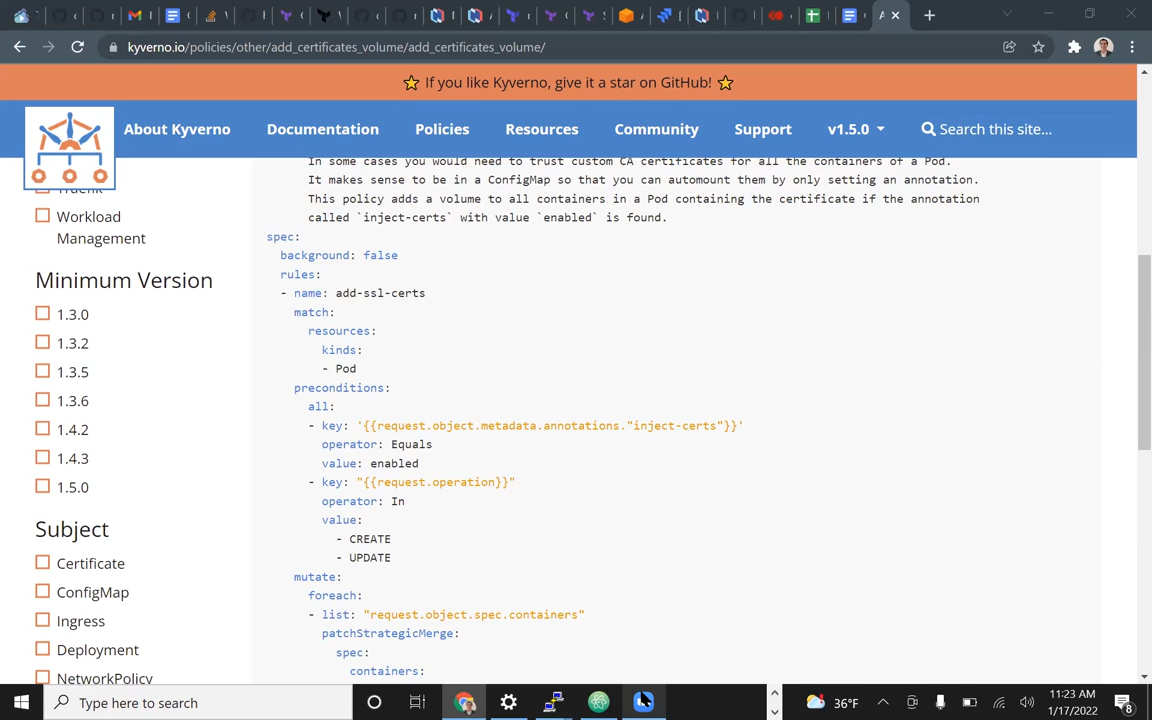 kyverno.io/policies/other/add_certificates_volume/add_certificates_volume/
If you like Kyverno, give it a star on GitHub!
About Kyverno
Documentation
Policies
Resources
Community
Support
v1.5.0
Search this site...
Workload
Management
Minimum Version
1.3.0
1.3.2
1.3.5
1.3.6
1.4.2
1.4.3
1.5.0
Subject
Certificate
ConfigMap
Ingress
Deployment
NetworkPolicy
In some cases you would need to trust custom CA certificates for all the containers of a Pod.
It makes sense to be in a ConfigMap so that you can automount them by only setting an annotation.
This policy adds a volume to all containers in a Pod containing the certificate if the annotation
called `inject-certs` with value `enabled` is found.
spec:
background: false
rules:
- name: add-ssl-certs
match:
resources:
kinds:
- Pod
preconditions:
all:
- key: '{{request.object.metadata.annotations."inject-certs"}}'
operator: Equals
value: enabled
- key: "{{request.operation}}"
operator: In
value:
- CREATE
- UPDATE
mutate:
foreach:
- list: "request.object.spec.containers"
patchStrategicMerge:
spec:
containers:
Type here to search
36°F
11:23 AM
1/17/2022
8